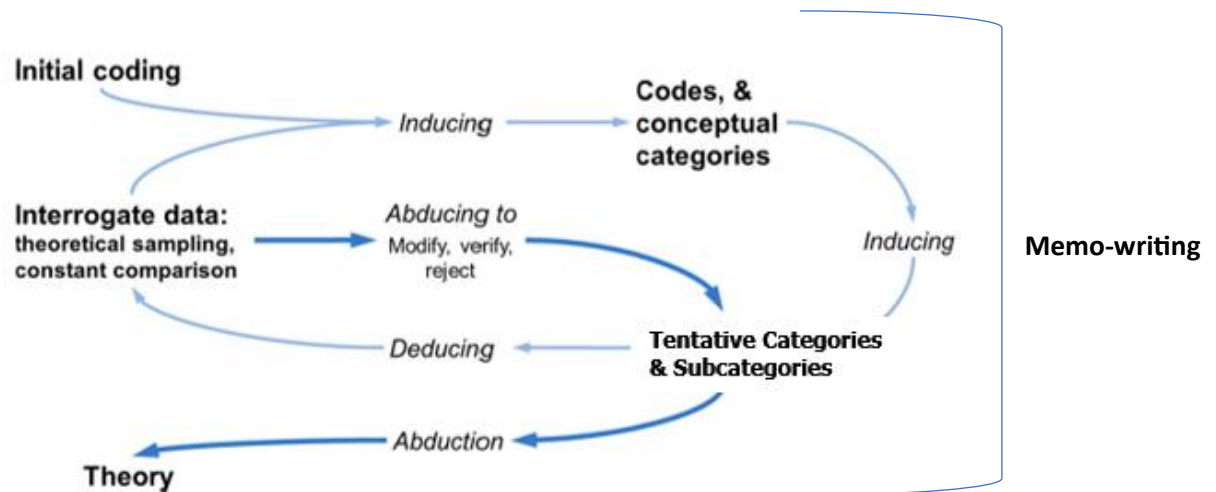 Initial coding
Inducing
Codes, &
conceptual
categories
Interrogate data:
theoretical sampling,
constant comparison
Abducing to
Modify, verify,
reject
Inducing
Memo-writing
Deducing
Tentative Categories
& Subcategories
Abduction
Theory